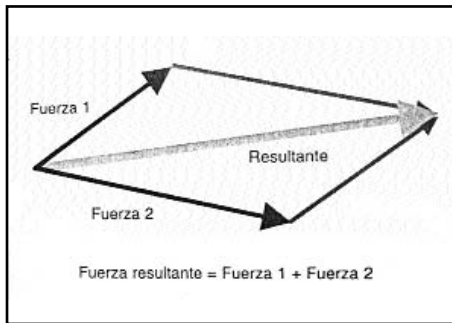 Fuerza 1
Resultante
Fuerza 2
Fuerza resultante = Fuerza 1 + Fuerza 2